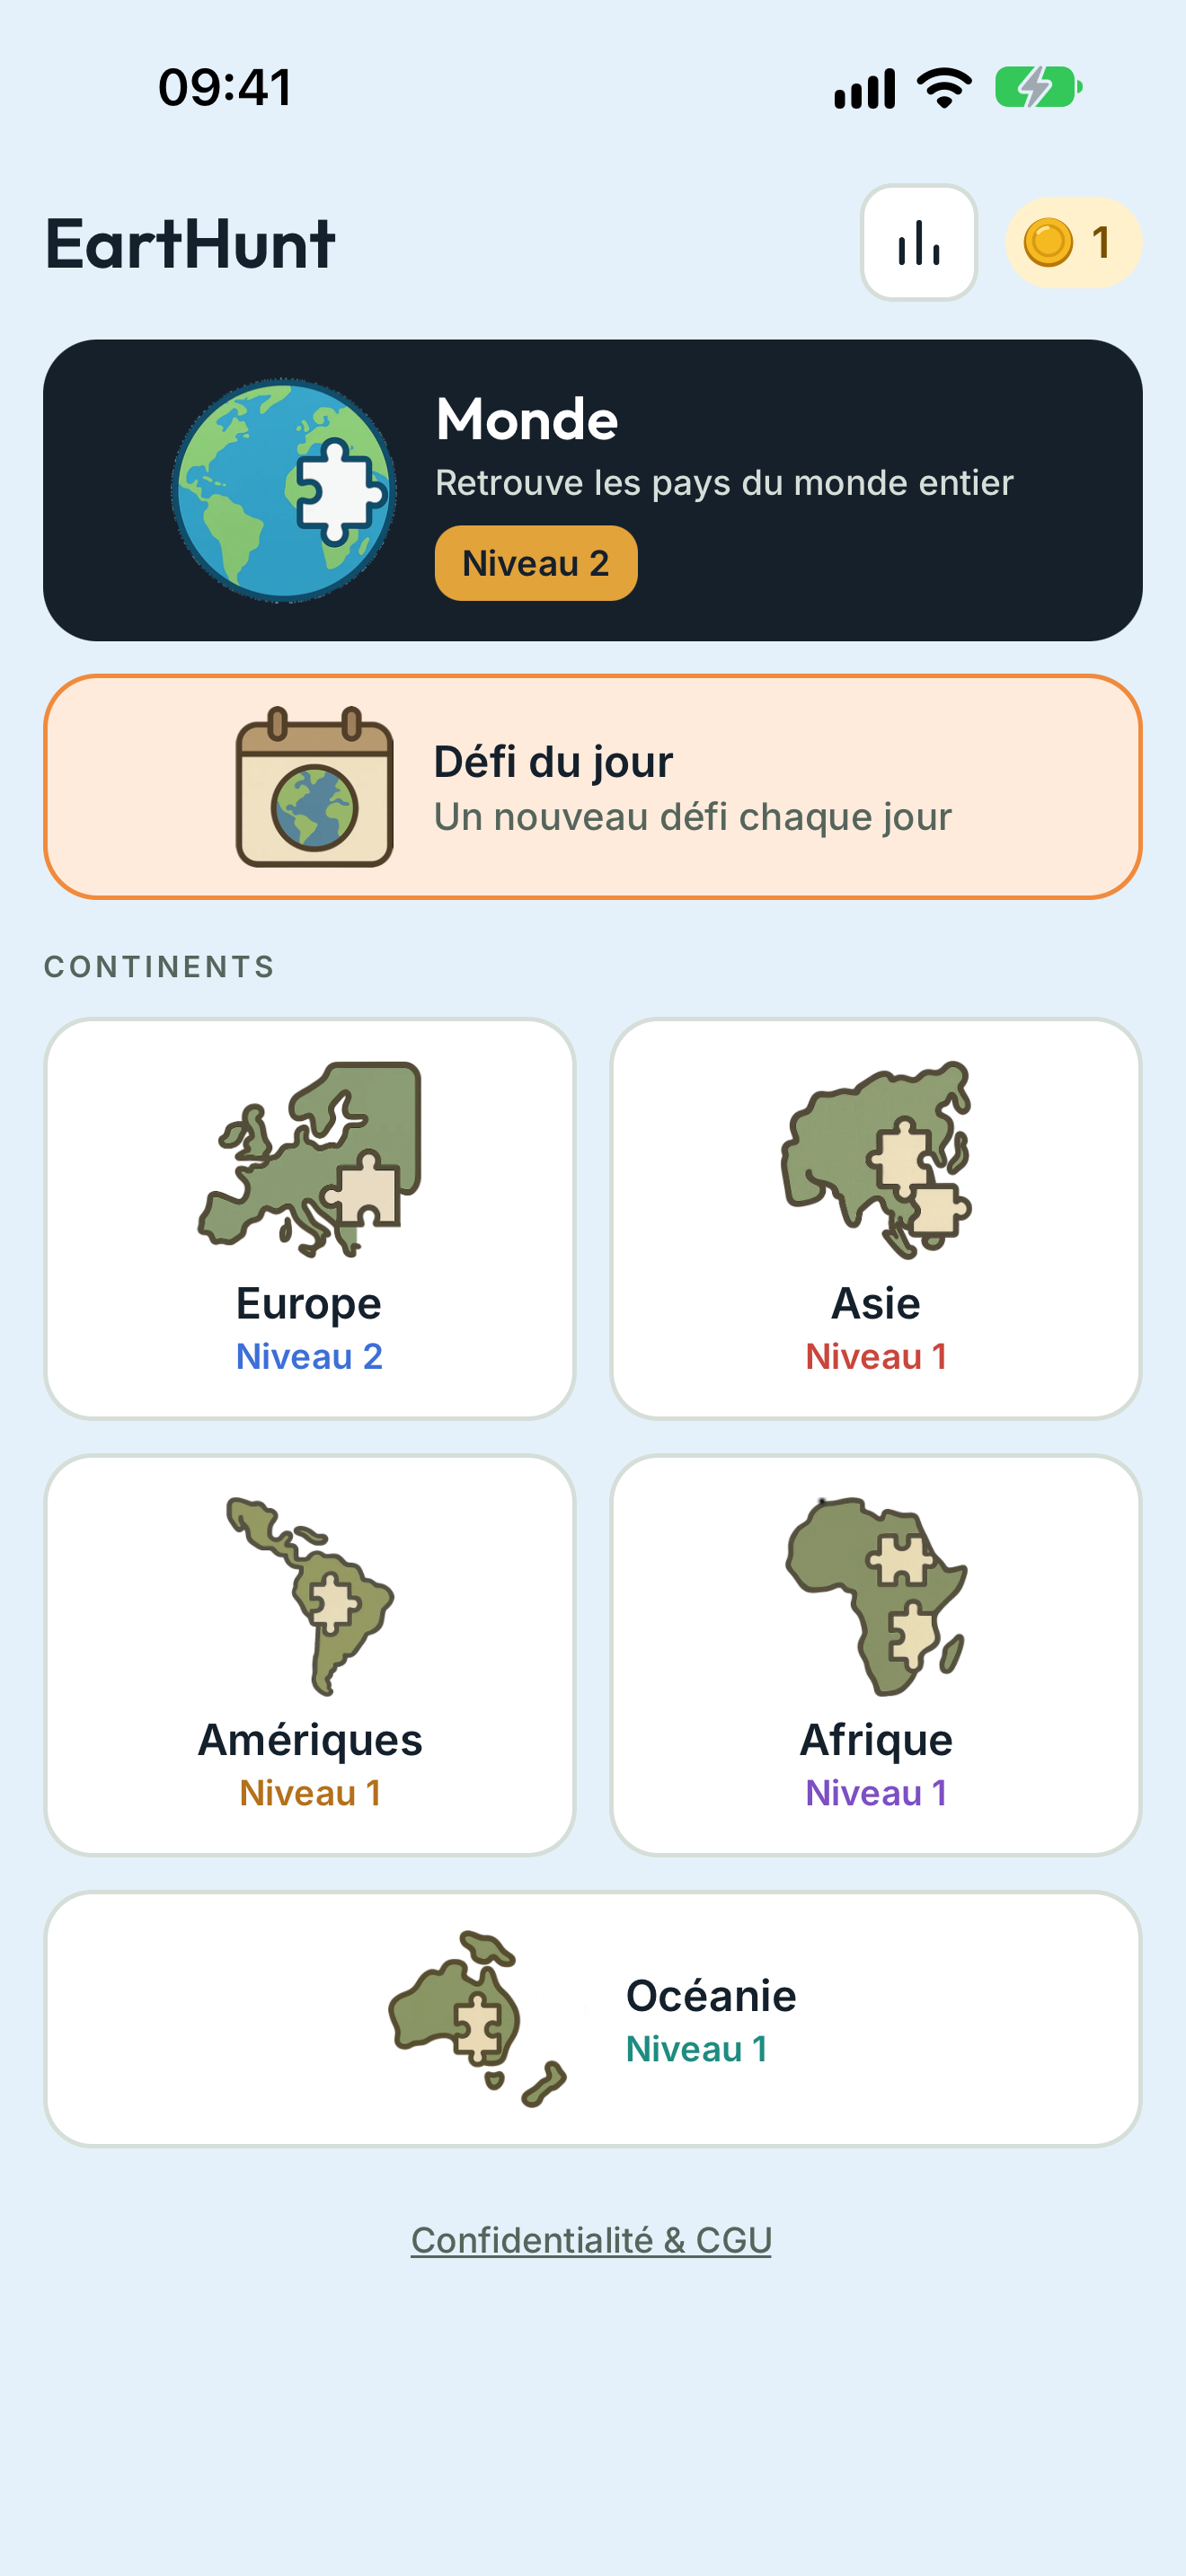 09:41
EartHunt
1
Monde
Retrouve les pays du monde entier
Niveau 2
Défi du jour
Un nouveau défi chaque jour
CONTINENTS
Europe
Niveau 2
Asie
Niveau 1
Amériques
Niveau 1
Afrique
Niveau 1
Océanie
Niveau 1
Confidentialité & CGU